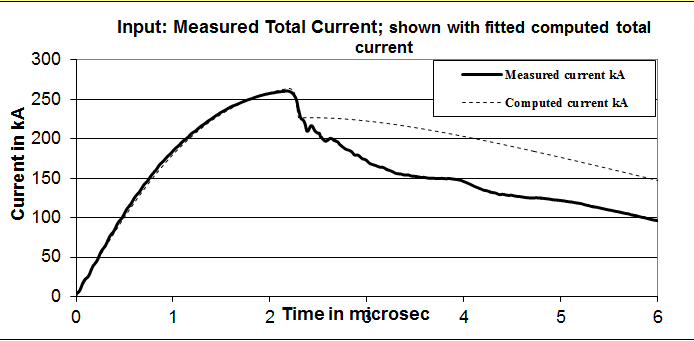 Input: Measured Total Current; shown with fitted computed total
current
300
250
200
150
100
50
0
Current in kA
Measured current kA
Computed current kA
0 1 2 3 4 5 6
Time in microsec